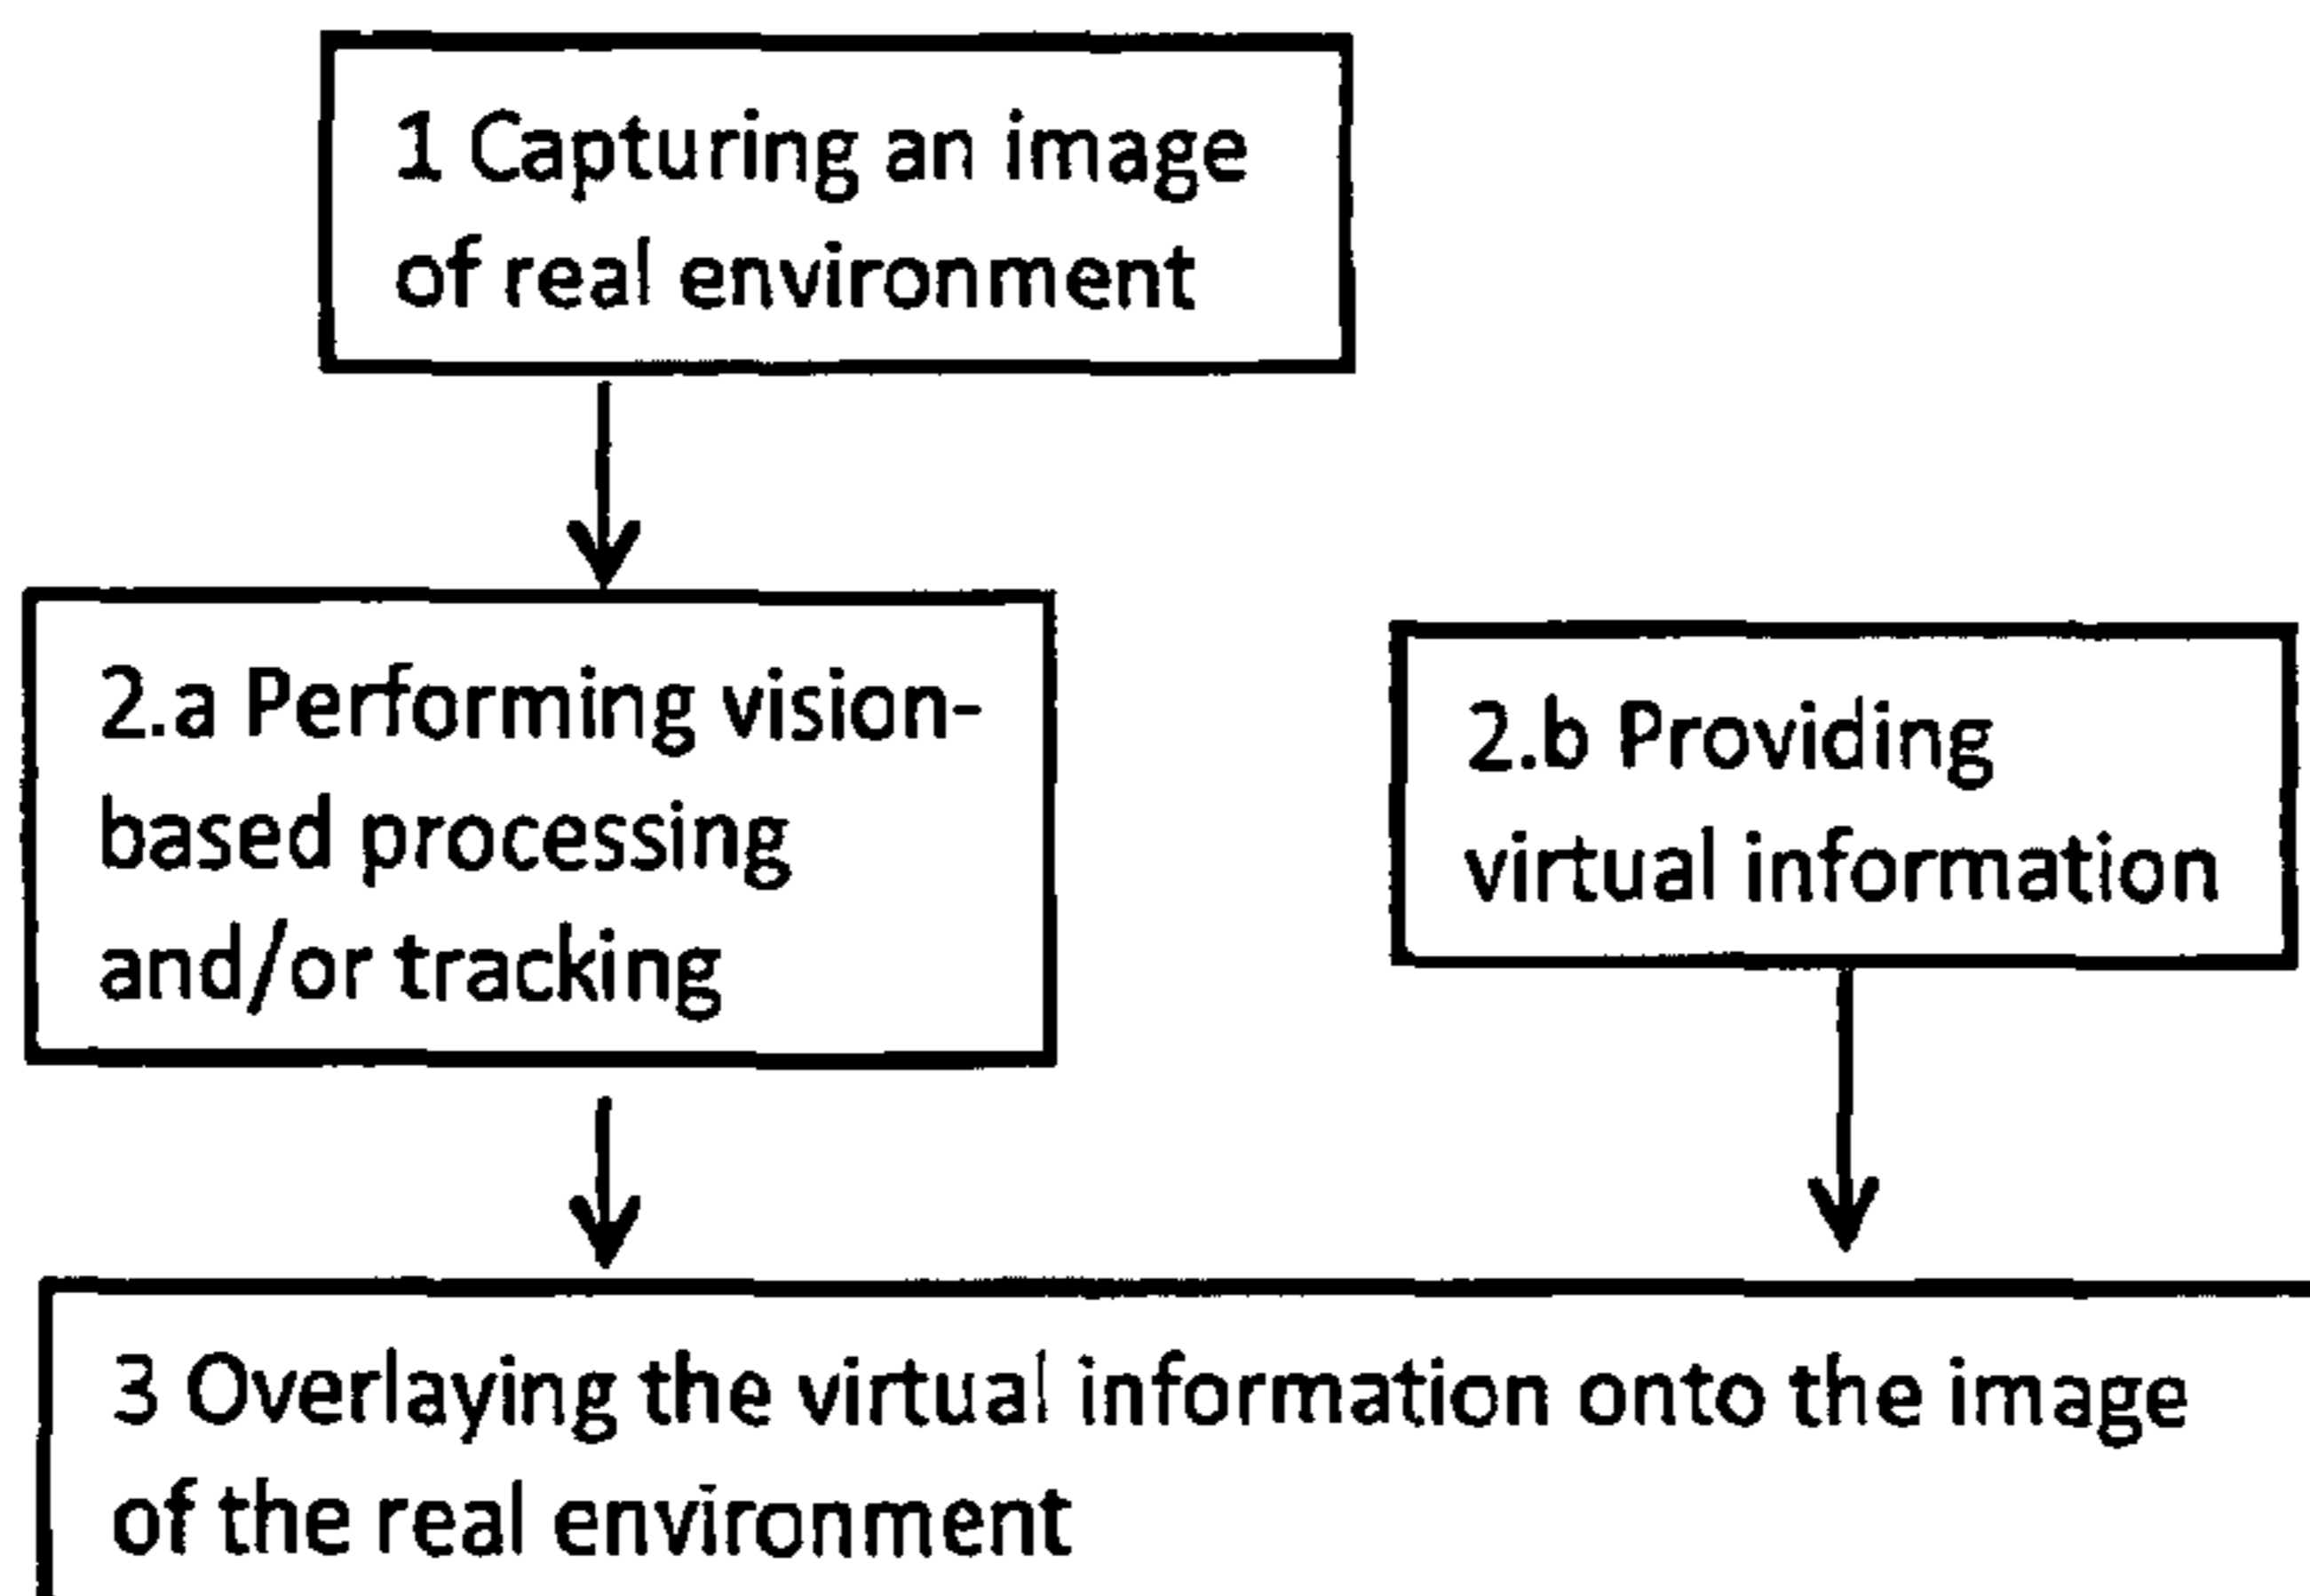 1 Capturing an image
of real environment
2.a Performing vision-
based processing
and/or tracking
2.b Providing
virtual information
3 Overlaying the virtual information onto the image
of the real environment